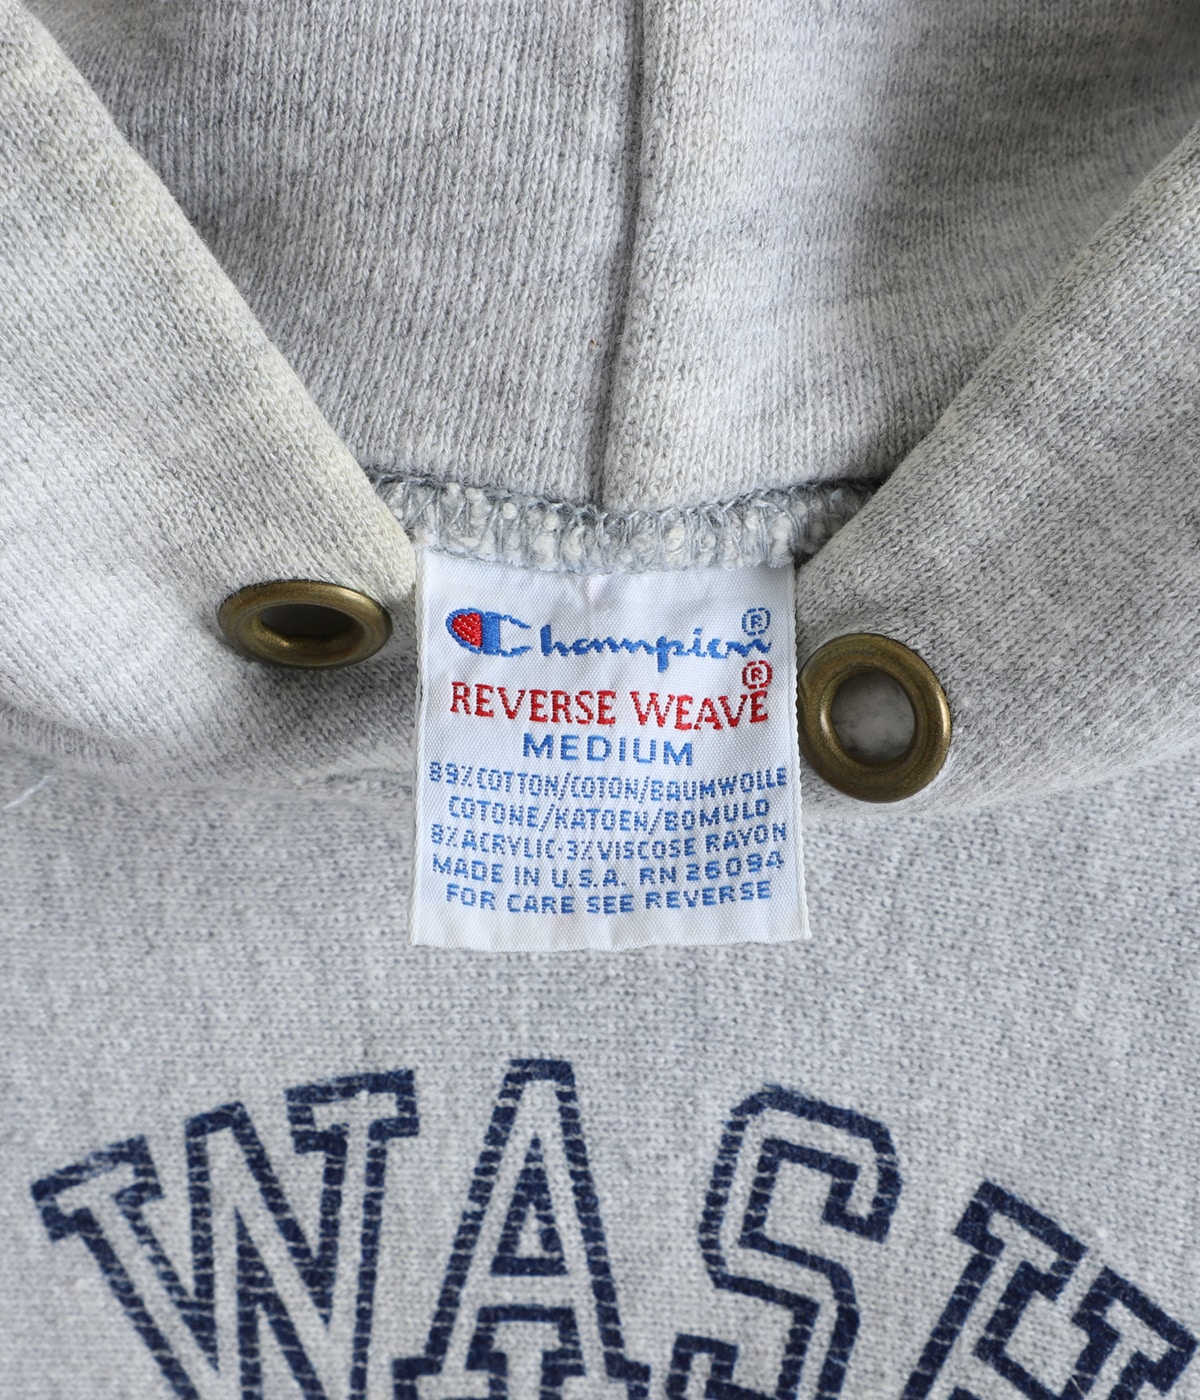 Champion®
REVERSE WEAVE®
MEDIUM
89% COTTON/COTON/BAUMWOLLE
COTONE/KATOEN/BOMULD
8% ACRYLIC·3% VISCOSE RAYON
MADE IN U.S.A. RN 26094
FOR CARE SEE REVERSE
WASH